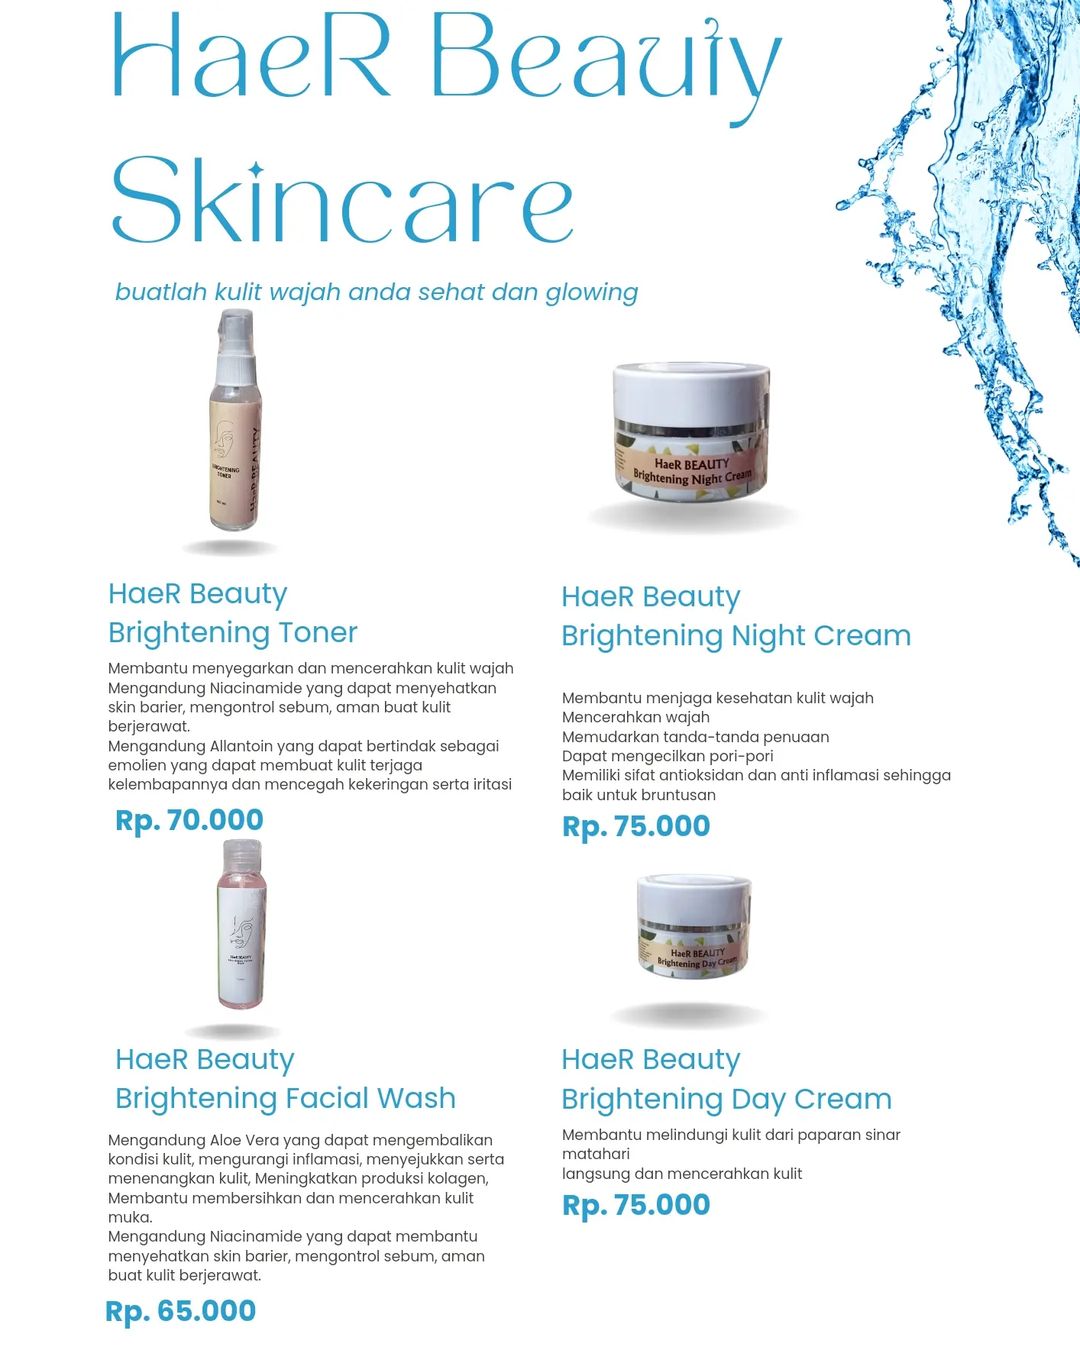 HaeR Beauty
Skincare
buatlah kulit wajah anda sehat dan glowing
BRIGHTENING
TONER
HaeR BEAUTY
HaeR BEAUTY
Brightening Night Cream
HaeR Beauty
Brightening Toner
Membantu menyegarkan dan mencerahkan kulit wajah
Mengandung Niacinamide yang dapat menyehatkan
skin barier, mengontrol sebum, aman buat kulit
berjerawat.
Mengandung Allantoin yang dapat bertindak sebagai
emolien yang dapat membuat kulit terjaga
kelembapannya dan mencegah kekeringan serta iritasi
Rp. 70.000
HaeR Beauty
Brightening Night Cream
Membantu menjaga kesehatan kulit wajah
Mencerahkan wajah
Memudarkan tanda-tanda penuaan
Dapat mengecilkan pori-pori
Memiliki sifat antioksidan dan anti inflamasi sehingga
baik untuk bruntusan
Rp. 75.000
HaeR BEAUTY
HaeR BEAUTY
Brightening Day Cream
HaeR Beauty
Brightening Facial Wash
Mengandung Aloe Vera yang dapat mengembalikan
kondisi kulit, mengurangi inflamasi, menyejukkan serta
menenangkan kulit, Meningkatkan produksi kolagen,
Membantu membersihkan dan mencerahkan kulit
muka.
Mengandung Niacinamide yang dapat membantu
menyehatkan skin barier, mengontrol sebum, aman
buat kulit berjerawat.
Rp. 65.000
HaeR Beauty
Brightening Day Cream
Membantu melindungi kulit dari paparan sinar
matahari
langsung dan mencerahkan kulit
Rp. 75.000